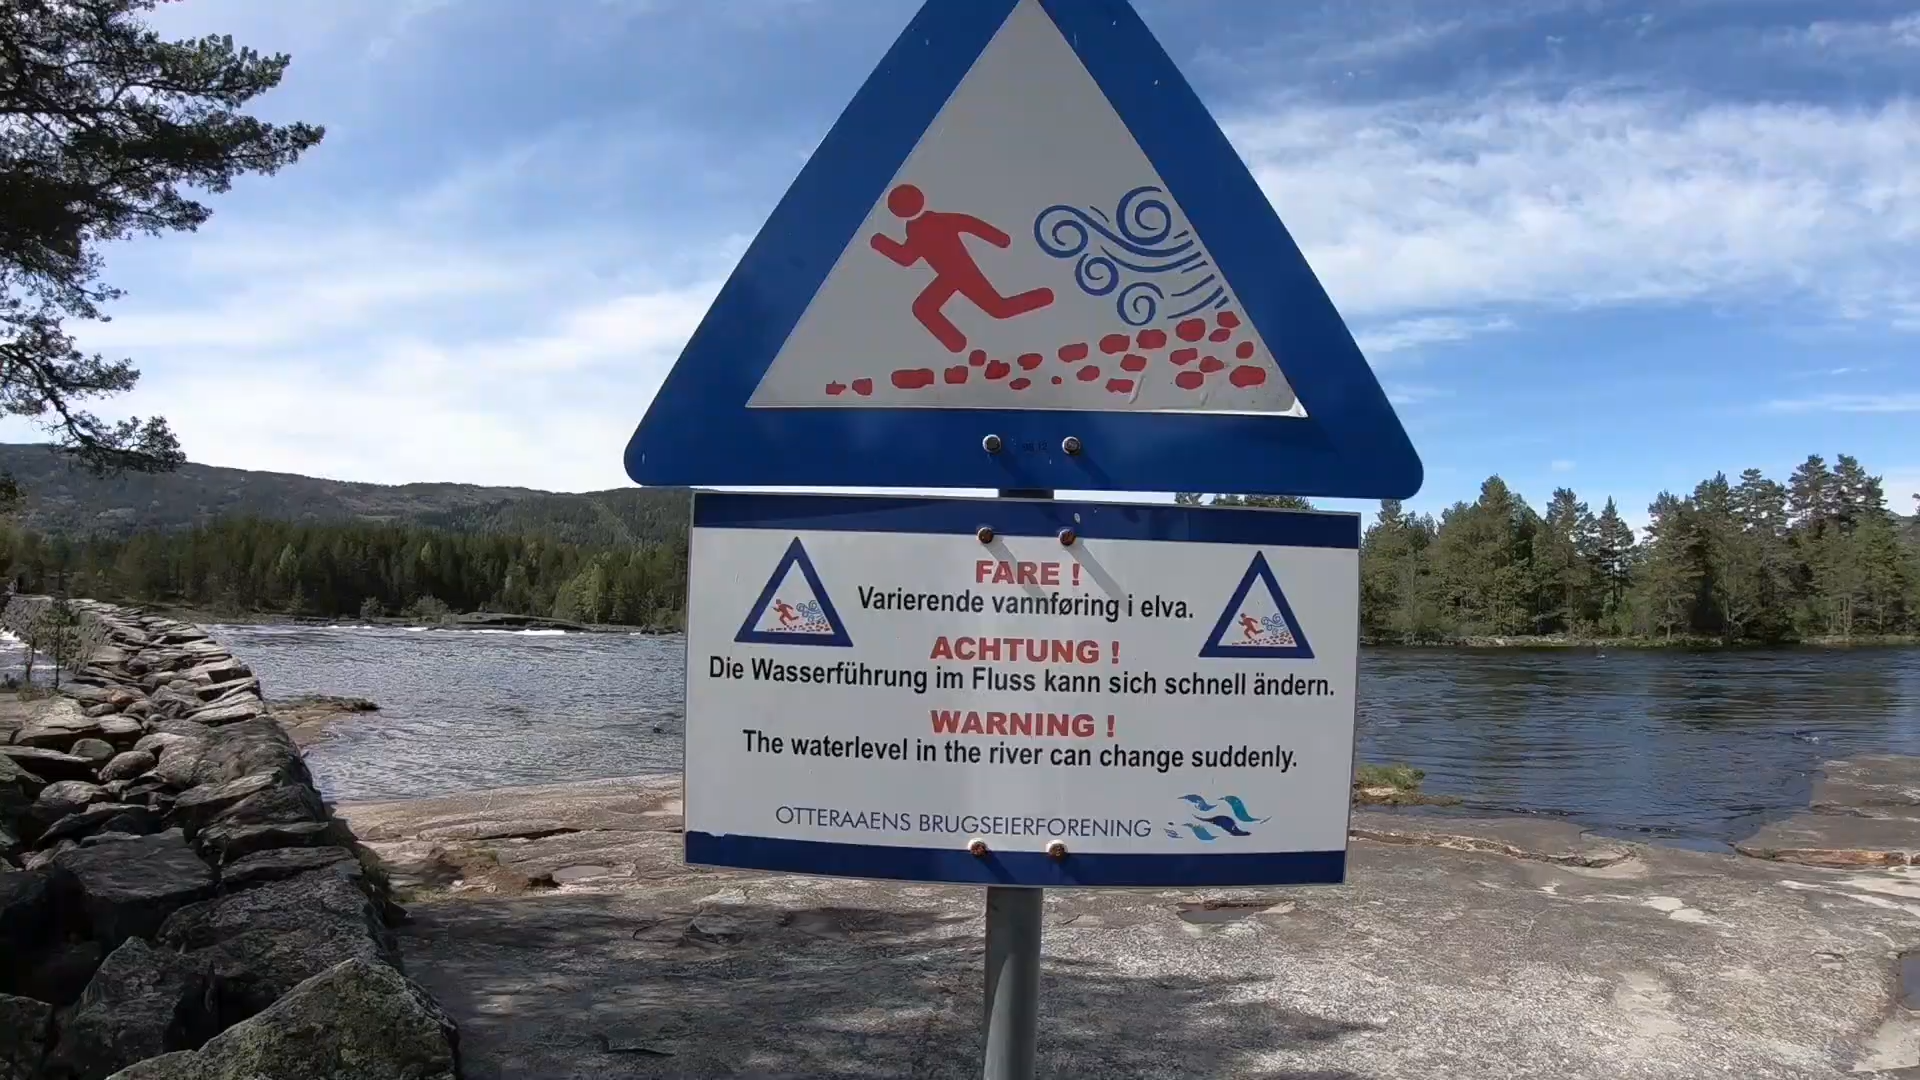 FARE !
Varierende vannføring i elva.
ACHTUNG !
Die Wasserführung im Fluss kann sich schnell ändern.
WARNING !
The waterlevel in the river can change suddenly.
OTTERAAENS BRUGSEIERFORENING